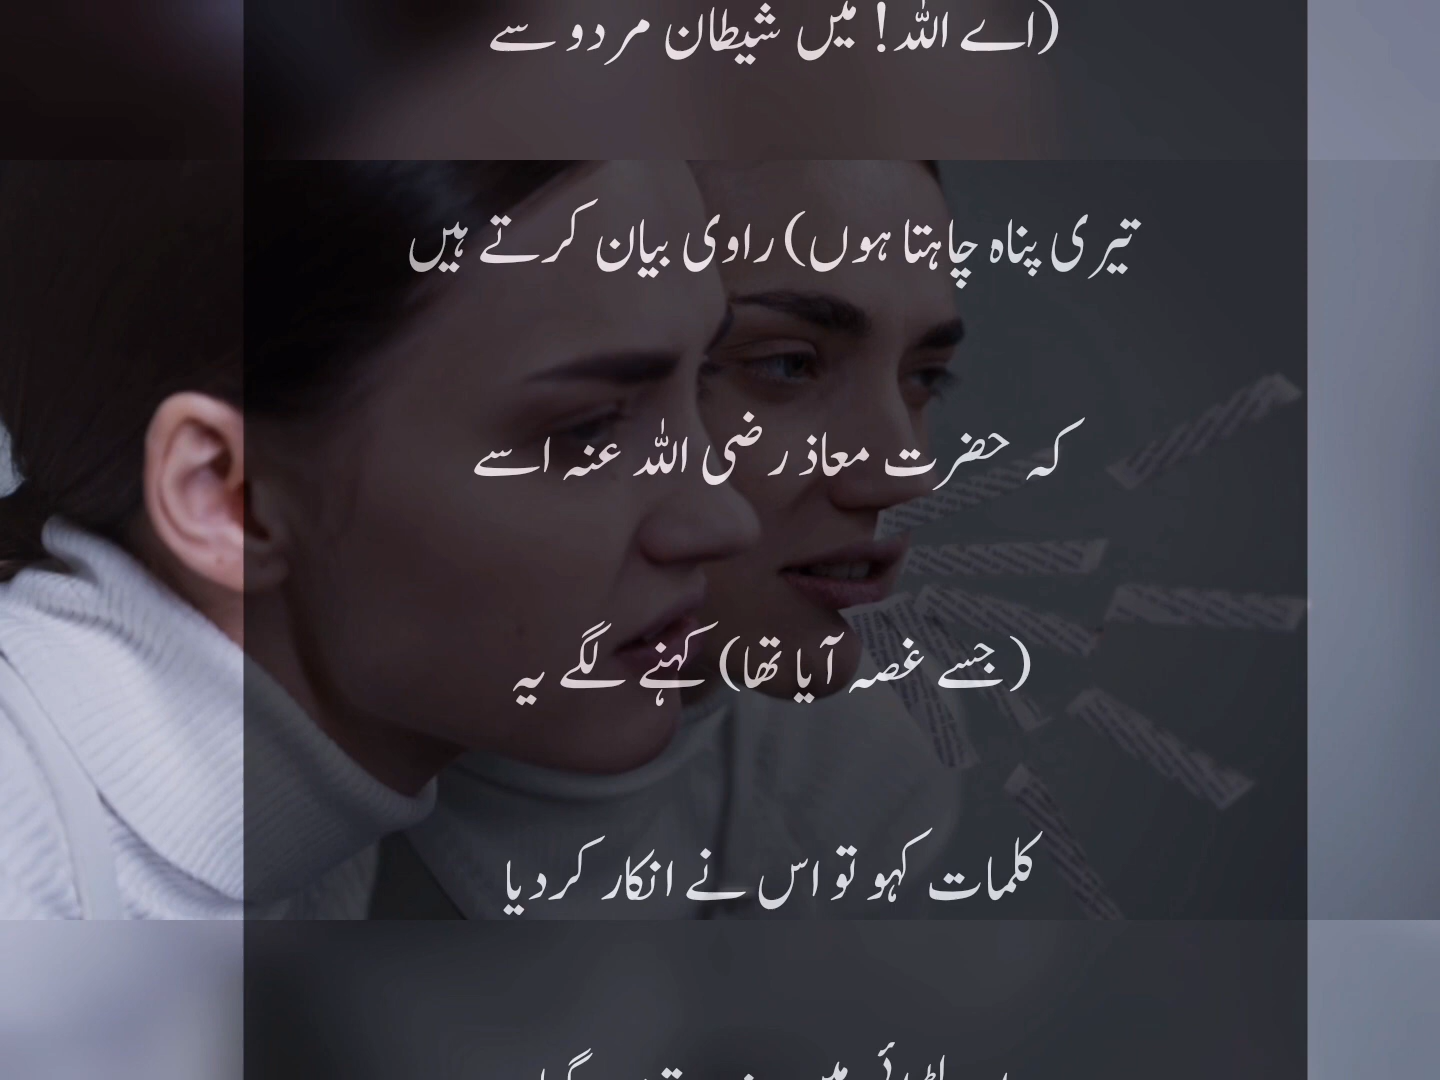 (اے اللہ! میں شیطان مردو سے
تیری پناہ چاہتا ہوں) راوی بیان کرتے ہیں
کہ حضرت معاذ رضی اللہ عنہ اسے
(جسے غصہ آیا تھا) کہنے لگے یہ
کلمات کہو تو اس نے انکار کردیا